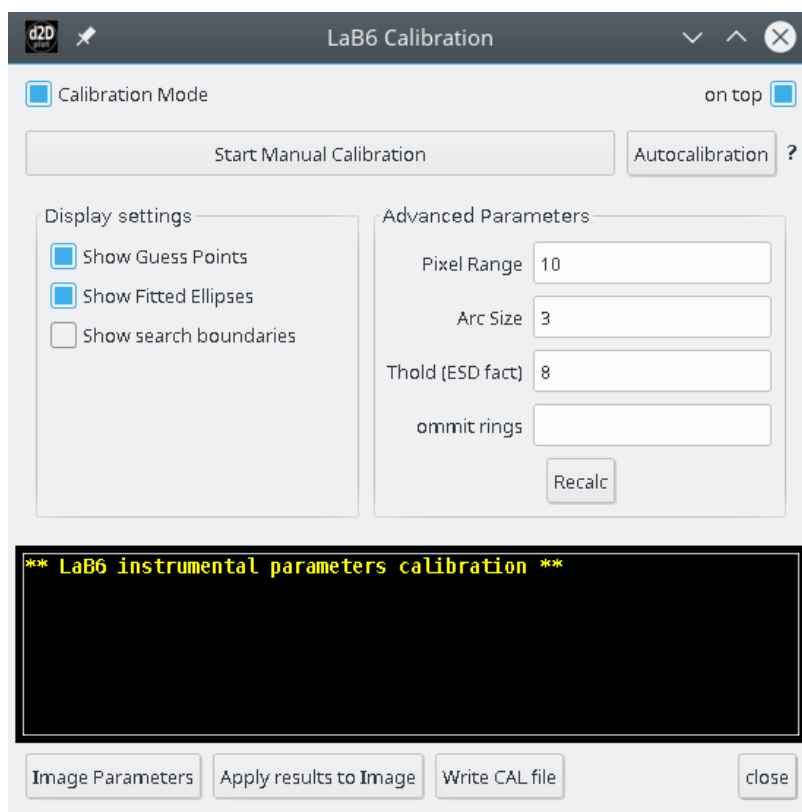 d2D
plot
LaB6 Calibration
Calibration Mode
on top
Start Manual Calibration
Autocalibration
?
Display settings
Show Guess Points
Show Fitted Ellipses
Show search boundaries
Advanced Parameters
Pixel Range 10
Arc Size 3
Thold (ESD fact) 8
ommit rings
Recalc
** LaB6 instrumental parameters calibration **
Image Parameters
Apply results to Image
Write CAL file
close